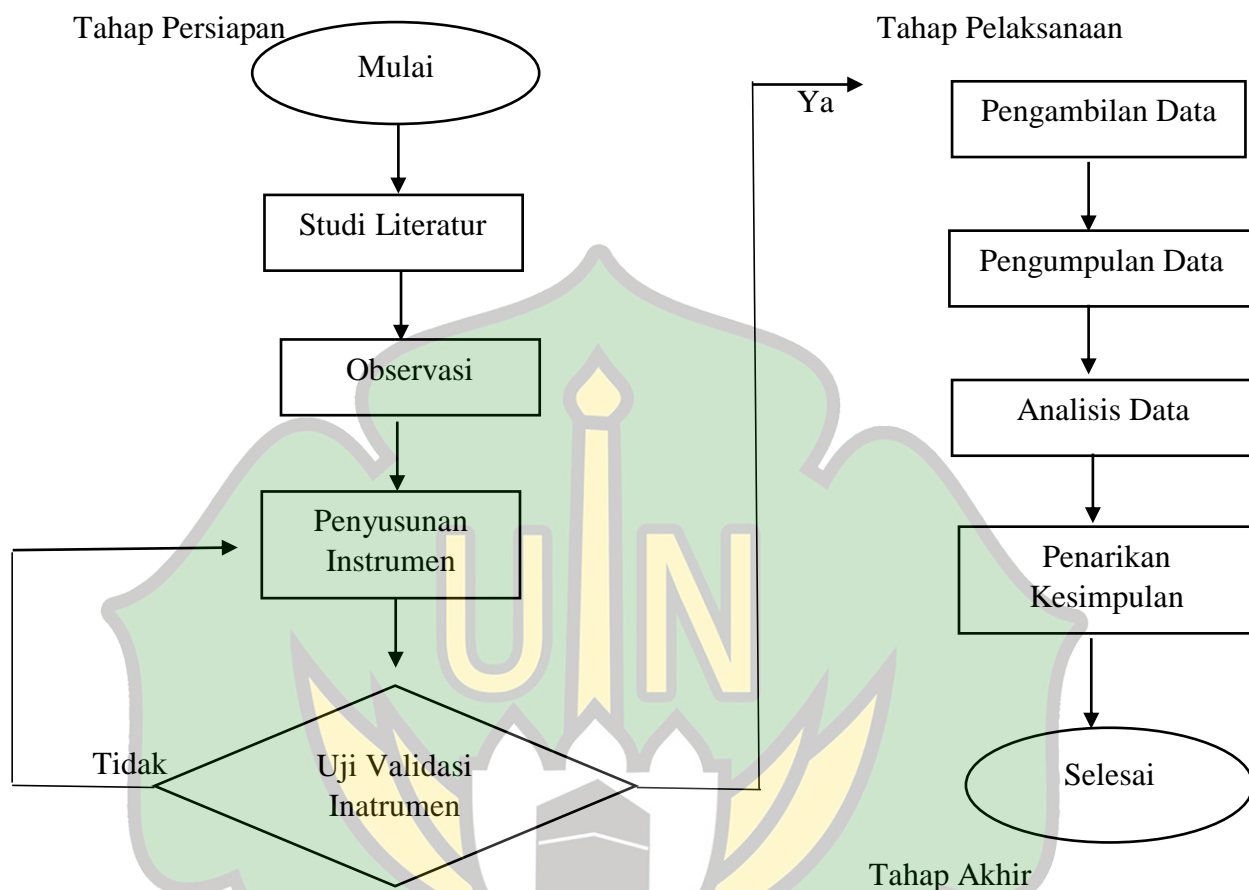 Tahap Persiapan
Mulai
Studi Literatur
Observasi
Penyusunan
Instrumen
Uji Validasi
Inatrumen
Tidak
Ya
Tahap Pelaksanaan
Pengambilan Data
Pengumpulan Data
Analisis Data
Penarikan
Kesimpulan
Selesai
Tahap Akhir
UIN